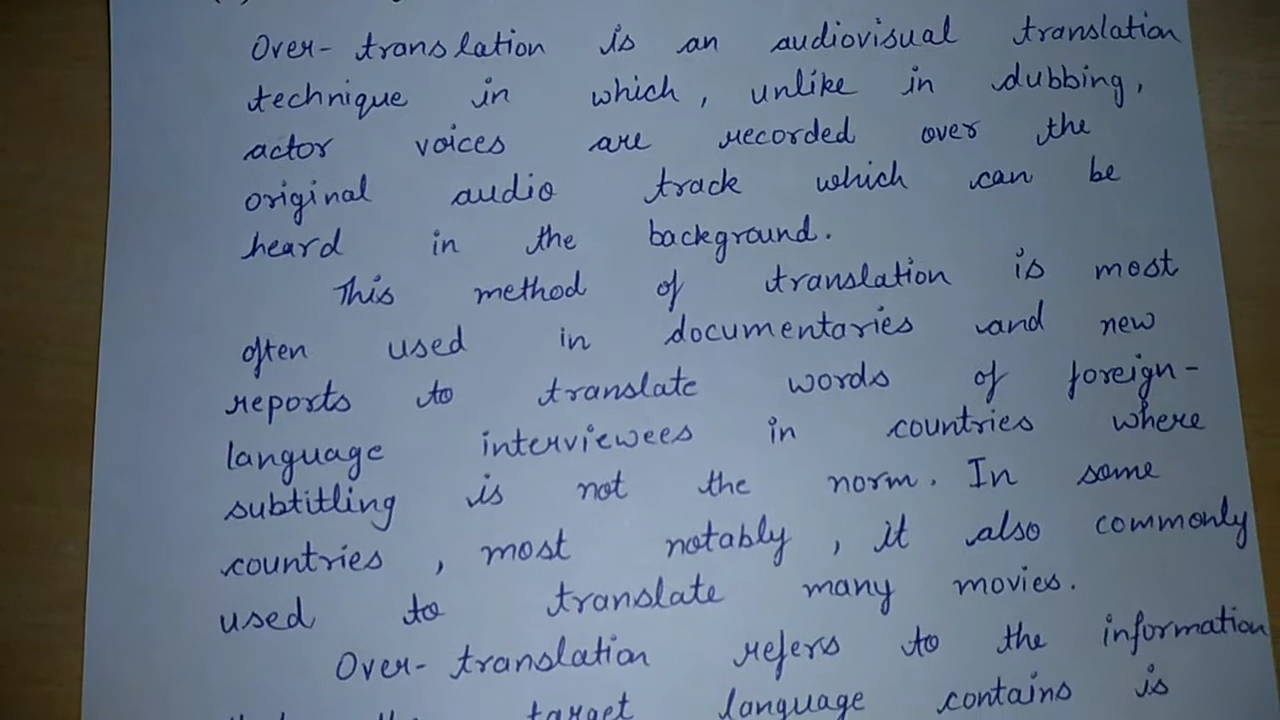 Over- translation is an audiovisual translation
technique in which, unlike in dubbing,
actor voices are recorded over the
original audio track which can be
heard in the background.
This method of translation is most
often used in documentaries and new
reports to translate words of foreign-
language interviewees in countries where
subtitling is not the norm. In some
countries, most notably, it also commonly
used to translate many movies.
Over- translation refers to the information
target language contains is